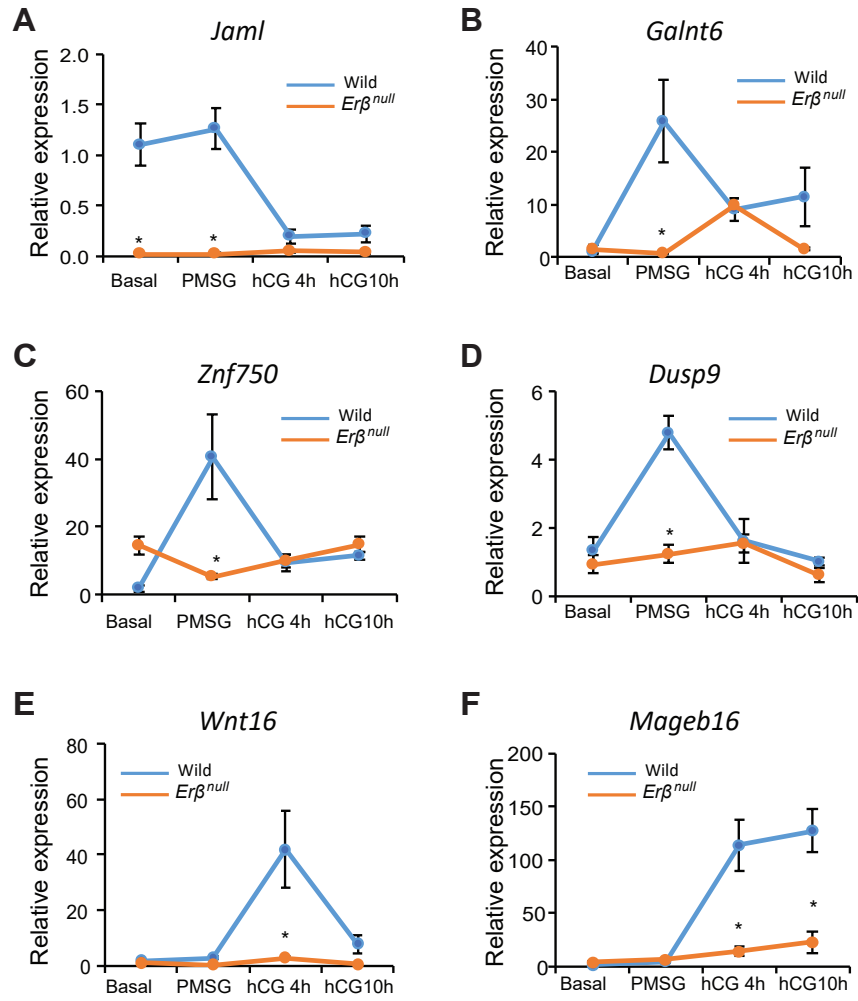 A
Jaml
Relative expression
2.0
1.5
1.0
0.5
0.0
Wild
Erβnull
*
*
Basal PMSG hCG 4h hCG10h
B
Galnt6
Relative expression
40
30
20
10
0
Wild
Erβnull
*
Basal PMSG hCG 4h hCG10h
C
Znf750
Relative expression
60
40
20
0
Wild
Erβnull
*
Basal PMSG hCG 4h hCG10h
D
Dusp9
Relative expression
6
4
2
0
Wild
Erβnull
*
Basal PMSG hCG 4h hCG10h
E
Wnt16
Relative expression
80
60
40
20
0
Wild
Erβnull
*
Basal PMSG hCG 4h hCG10h
F
Mageb16
Relative expression
200
150
100
50
0
Wild
Erβnull
*
*
Basal PMSG hCG 4h hCG10h